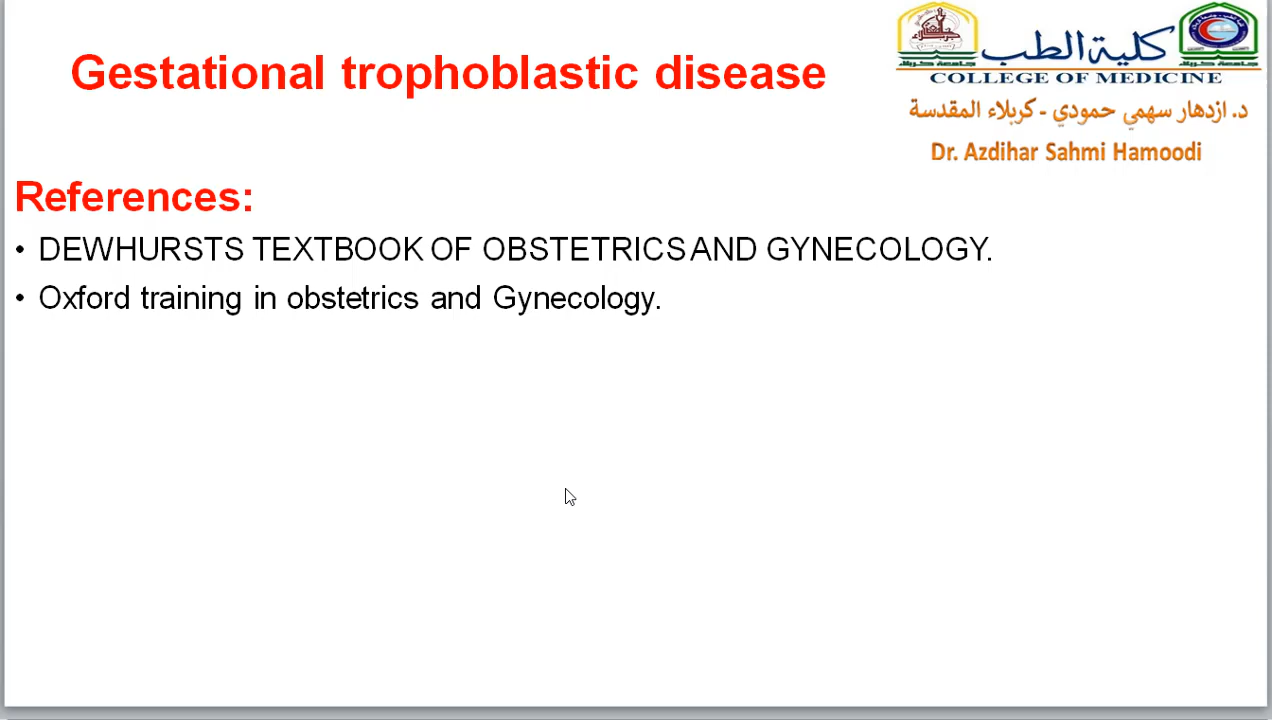 Gestational trophoblastic disease
كلية الطب
COLLEGE OF MEDICINE
د. ازدهار سهمي حمودي - كربلاء المقدسة
Dr. Azdihar Sahmi Hamoodi
References:
• DEWHURSTS TEXTBOOK OF OBSTETRICS AND GYNECOLOGY.
• Oxford training in obstetrics and Gynecology.